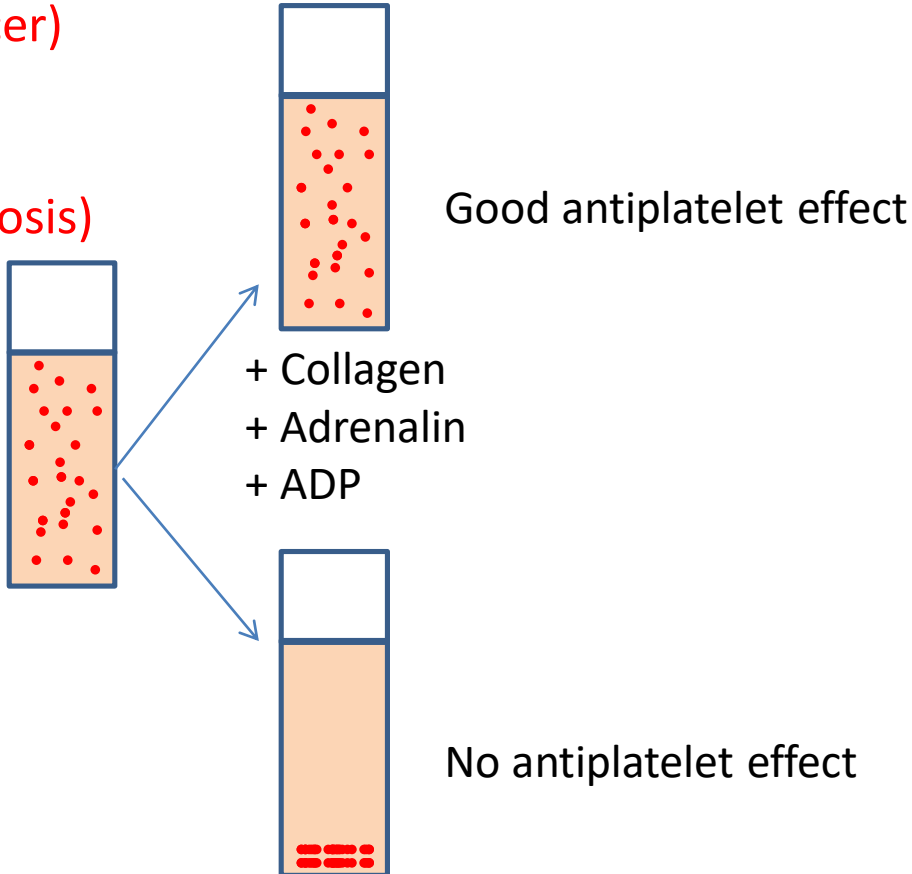 er)
osis)
Good antiplatelet effect
+ Collagen
+ Adrenalin
+ ADP
No antiplatelet effect